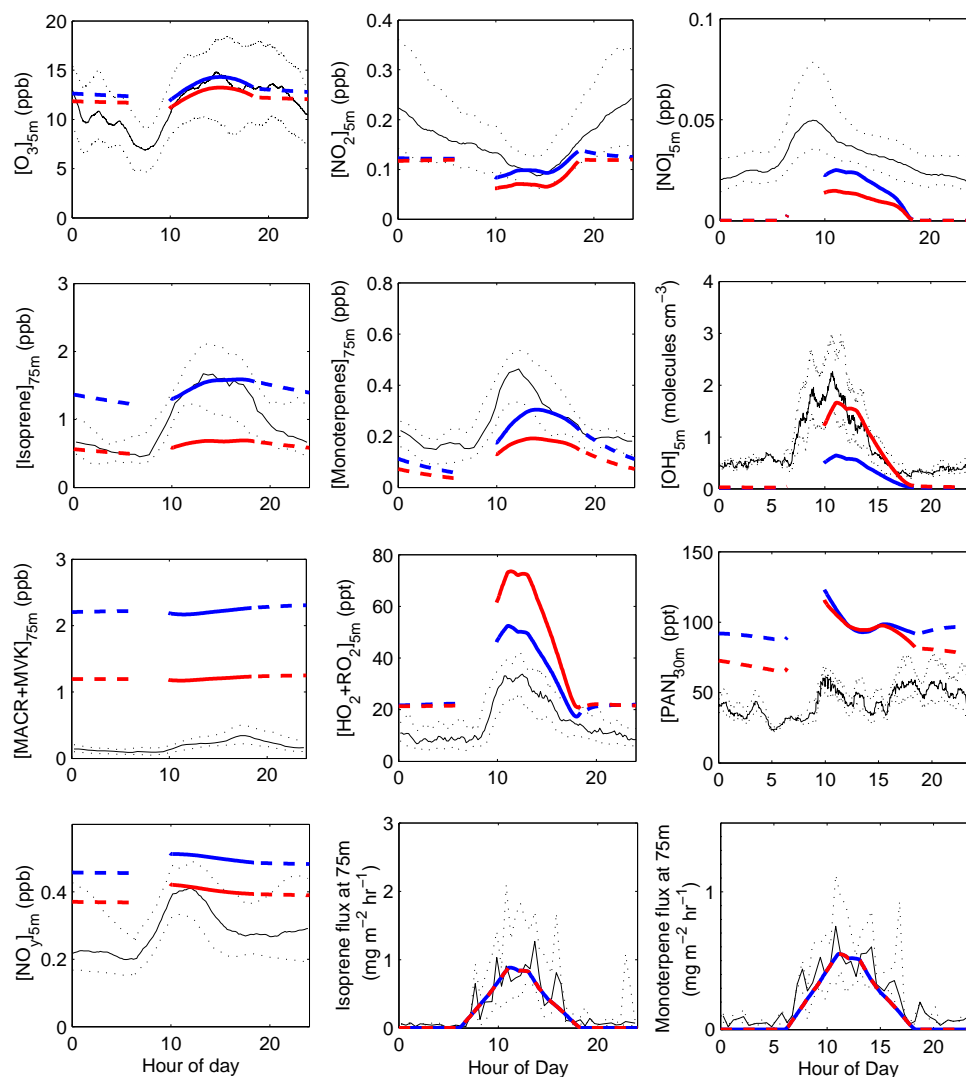 [O3]5m (ppb)
20
15
10
5
0
0 10 20
[NO2]5m (ppb)
0.4
0.3
0.2
0.1
0
0 10 20
[NO]5m (ppb)
0.05
0
0 10 20
[Isoprene]75m (ppb)
3
2
1
0
0 10 20
[Monoterpenes]75m (ppb)
0.8
0.6
0.4
0.2
0
0 10 20
[OH]5m (molecules cm−3)
4
3
2
1
0
0 5 10 15 20
[MACR+MVK]75m (ppb)
3
2
1
0
0 10 20
[HO2+RO2]5m (ppt)
80
60
40
20
0
0 10 20
[PAN]30m (ppt)
150
100
50
0
0 5 10 15 20
[NOy]5m (ppb)
0.4
0.2
0
0 10 20
Hour of day
Isoprene flux at 75m
(mg m−2 hr−1)
3
2
1
0
0 10 20
Hour of Day
Monoterpene flux at 75m
(mg m−2 hr−1)
1
0
0 5 10 15 20
Hour of Day